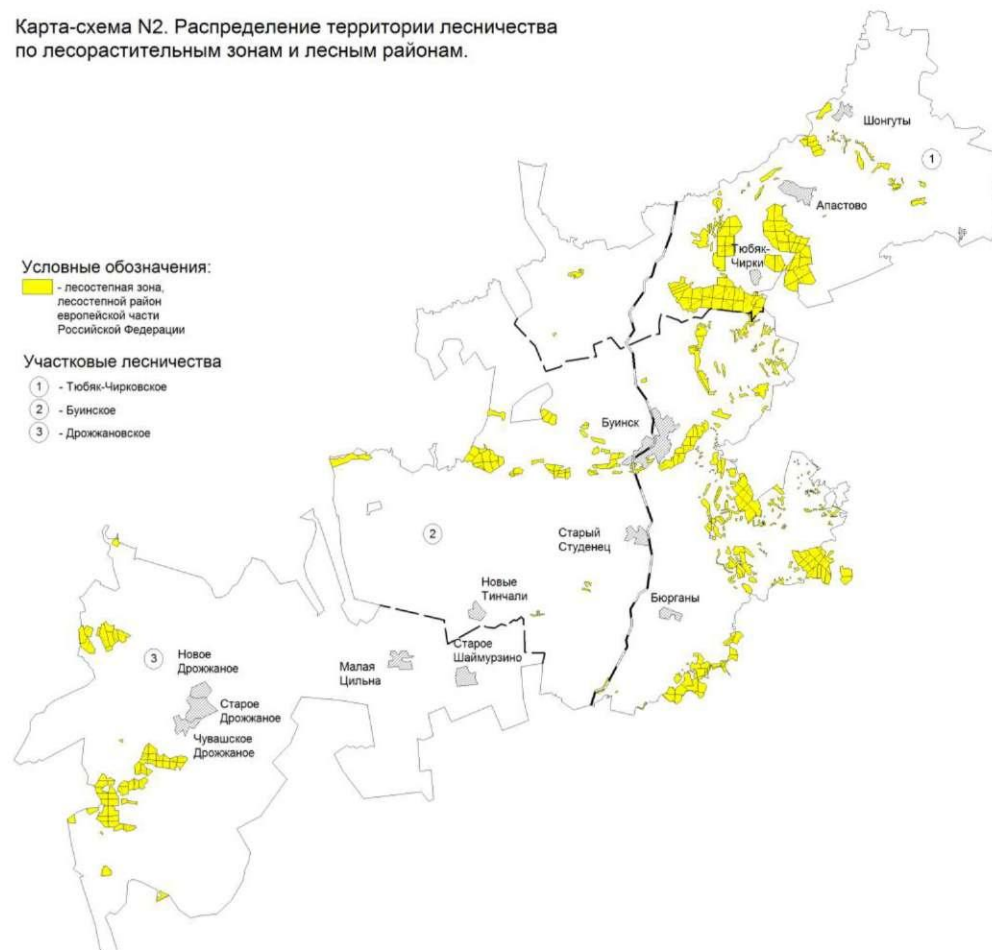 Карта-схема N2. Распределение территории лесничества
по лесорастительным зонам и лесным районам.
Шонгуты
1
Апастово
Тюбяк-
Чирки
Условные обозначения:
- лесостепная зона,
лесостепной район
европейской части
Российской Федерации
Участковые лесничества
1 - Тюбяк-Чирковское
2 - Буинское
3 - Дрожжановское
Буинск
2
Старый
Студенец
Новые
Тинчали
Бюрганы
Старое
Шаймурзино
Малая
Цильна
3
Новое
Дрожжаное
Старое
Дрожжаное
Чувашское
Дрожжаное